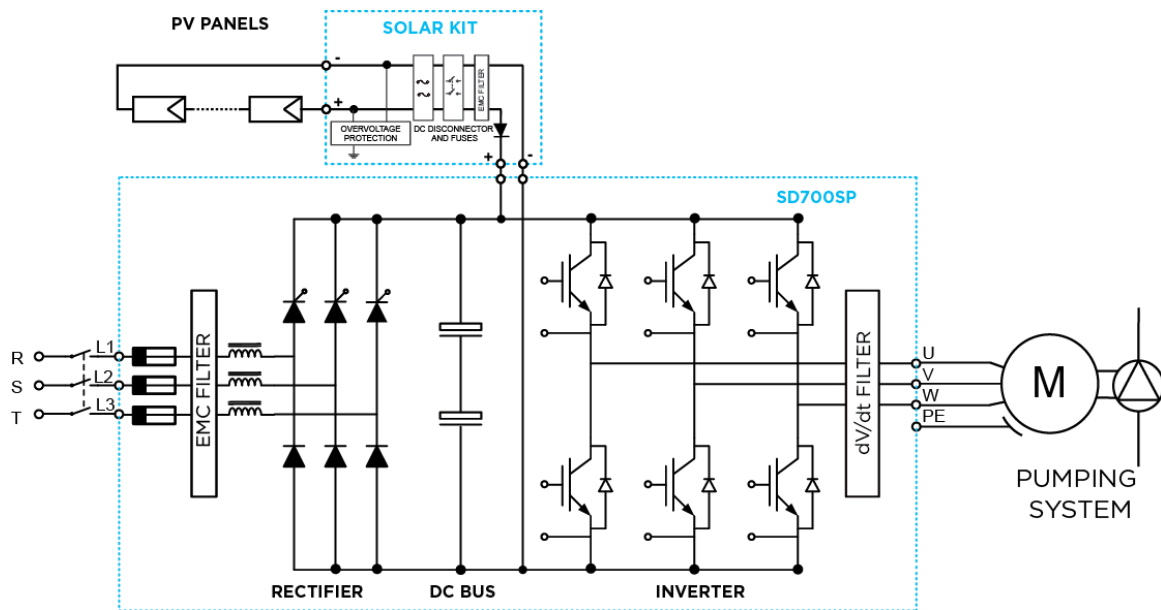 PV PANELS
SOLAR KIT
-
+
EMC FILTER
OVERVOLTAGE
PROTECTION
DC DISCONNECTOR
AND FUSES
+
-
SD700SP
R
S
T
L1
L2
L3
EMC FILTER
dV/dt FILTER
U
V
W
PE
M
PUMPING
SYSTEM
RECTIFIER
DC BUS
INVERTER